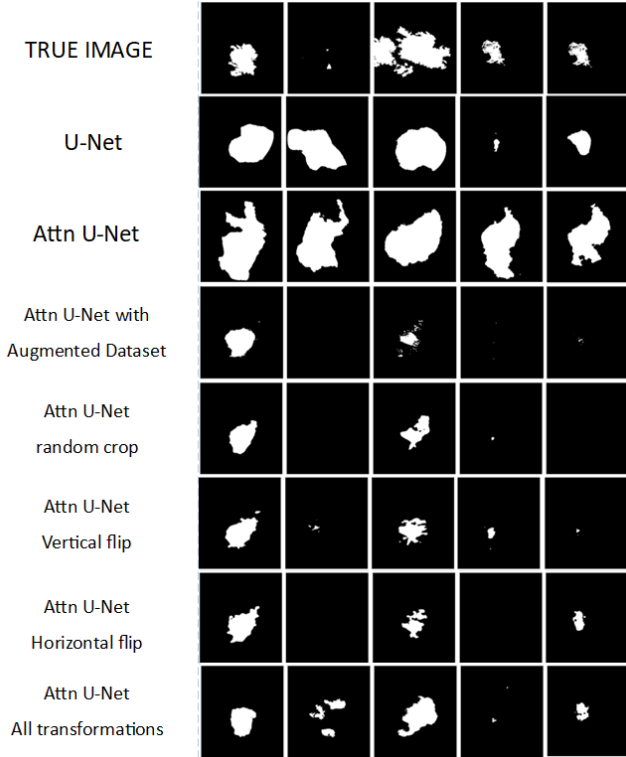 TRUE IMAGE
U-Net
Attn U-Net
Attn U-Net with
Augmented Dataset
Attn U-Net
random crop
Attn U-Net
Vertical flip
Attn U-Net
Horizontal flip
Attn U-Net
All transformations